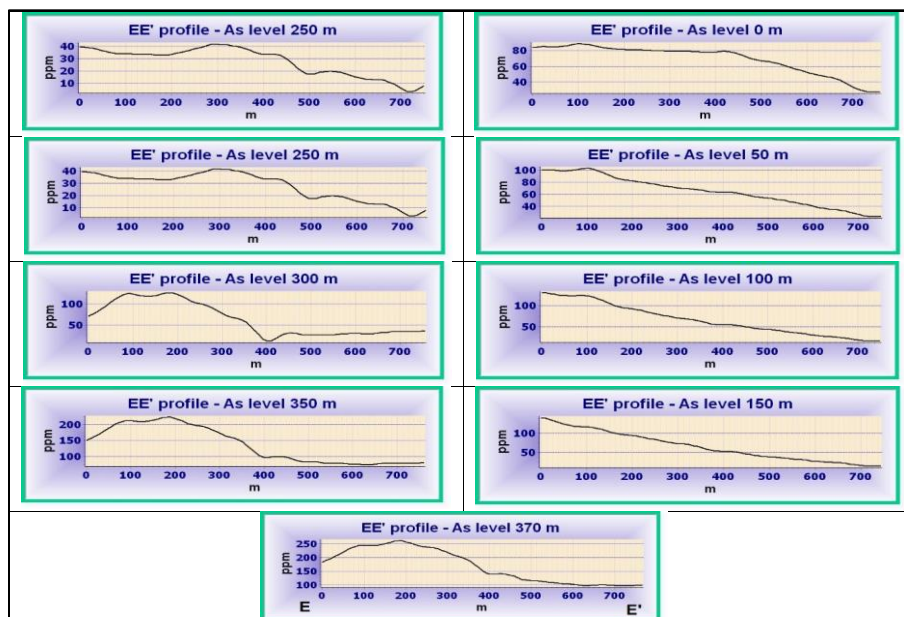 EE' profile - As level 250 m
ppm
40
30
20
10
0 100 200 300 400 500 600 700
m
EE' profile - As level 0 m
ppm
80
60
40
0 100 200 300 400 500 600 700
m
EE' profile - As level 250 m
ppm
40
30
20
10
0 100 200 300 400 500 600 700
m
EE' profile - As level 50 m
ppm
100
80
60
40
0 100 200 300 400 500 600 700
m
EE' profile - As level 300 m
ppm
100
50
0 100 200 300 400 500 600 700
m
EE' profile - As level 100 m
ppm
100
50
0 100 200 300 400 500 600 700
m
EE' profile - As level 350 m
ppm
200
150
100
0 100 200 300 400 500 600 700
m
EE' profile - As level 150 m
ppm
100
50
0 100 200 300 400 500 600 700
m
EE' profile - As level 370 m
ppm
250
200
150
100
0 100 200 300 400 500 600 700
E m E'